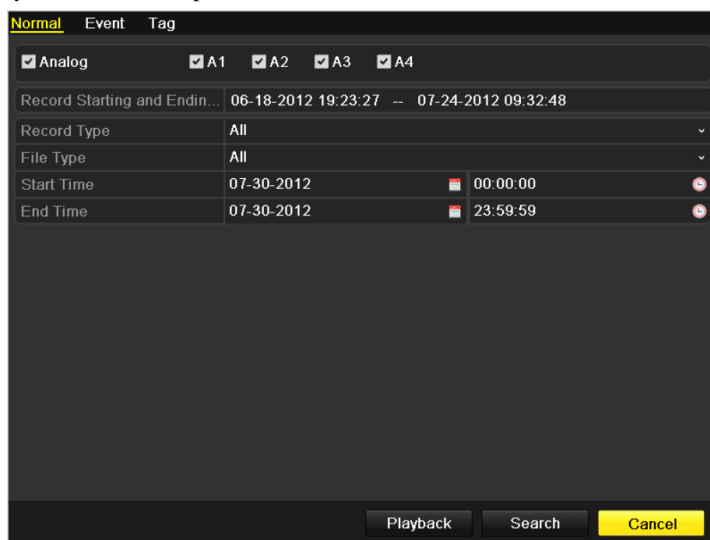 Normal Event Tag
Analog A1 A2 A3 A4
Record Starting and Endin... 06-18-2012 19:23:27 -- 07-24-2012 09:32:48
Record Type All
File Type All
Start Time 07-30-2012 00:00:00
End Time 07-30-2012 23:59:59
Playback Search Cancel